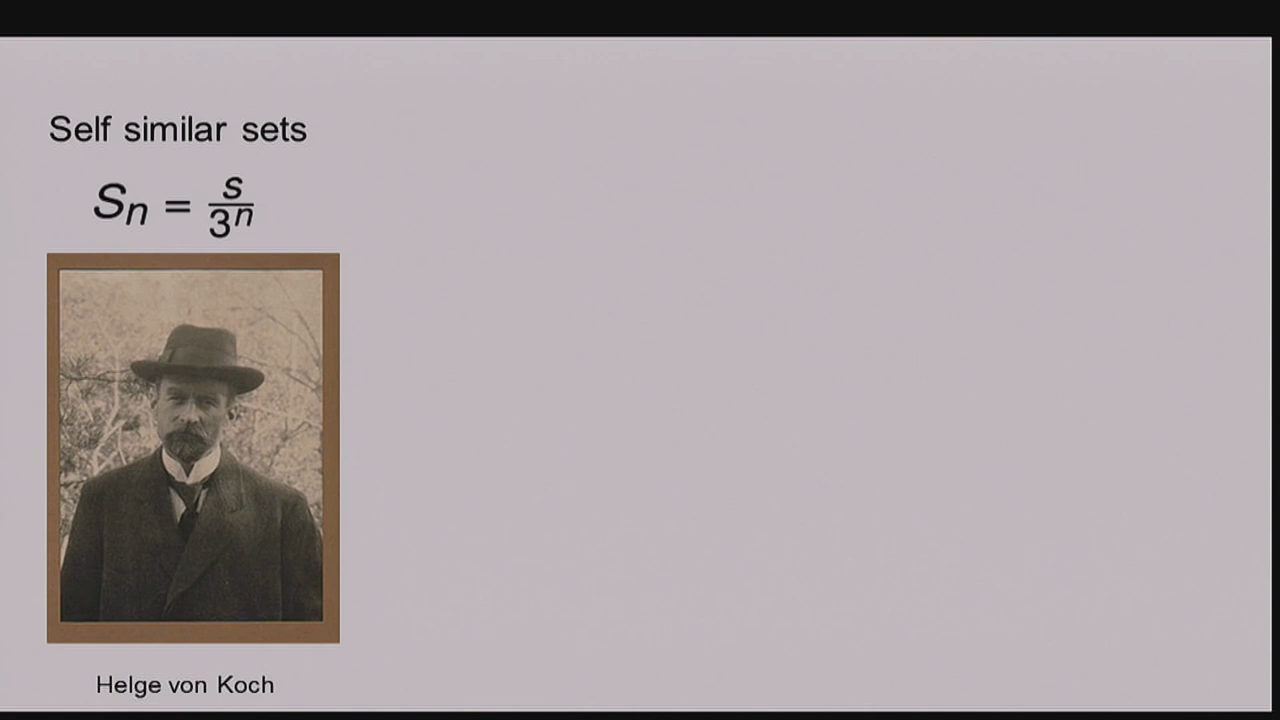 Self similar sets
Sₙ = s/3ⁿ
Helge von Koch